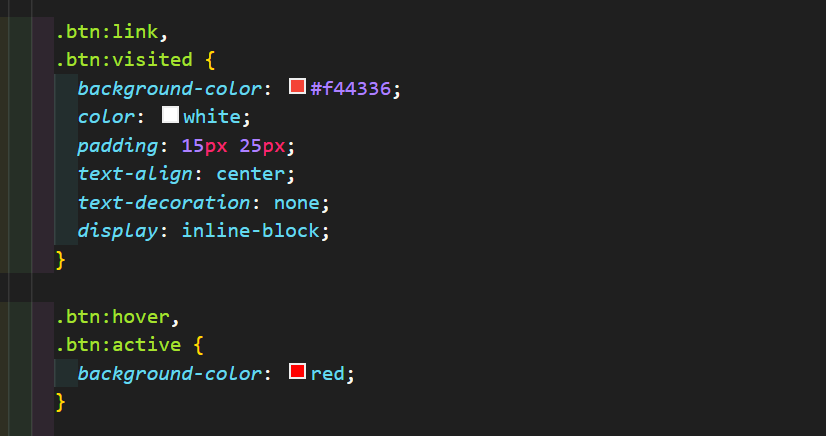 .btn:link,
.btn:visited {
background-color: #f44336;
color: white;
padding: 15px 25px;
text-align: center;
text-decoration: none;
display: inline-block;
}
.btn:hover,
.btn:active {
background-color: red;
}